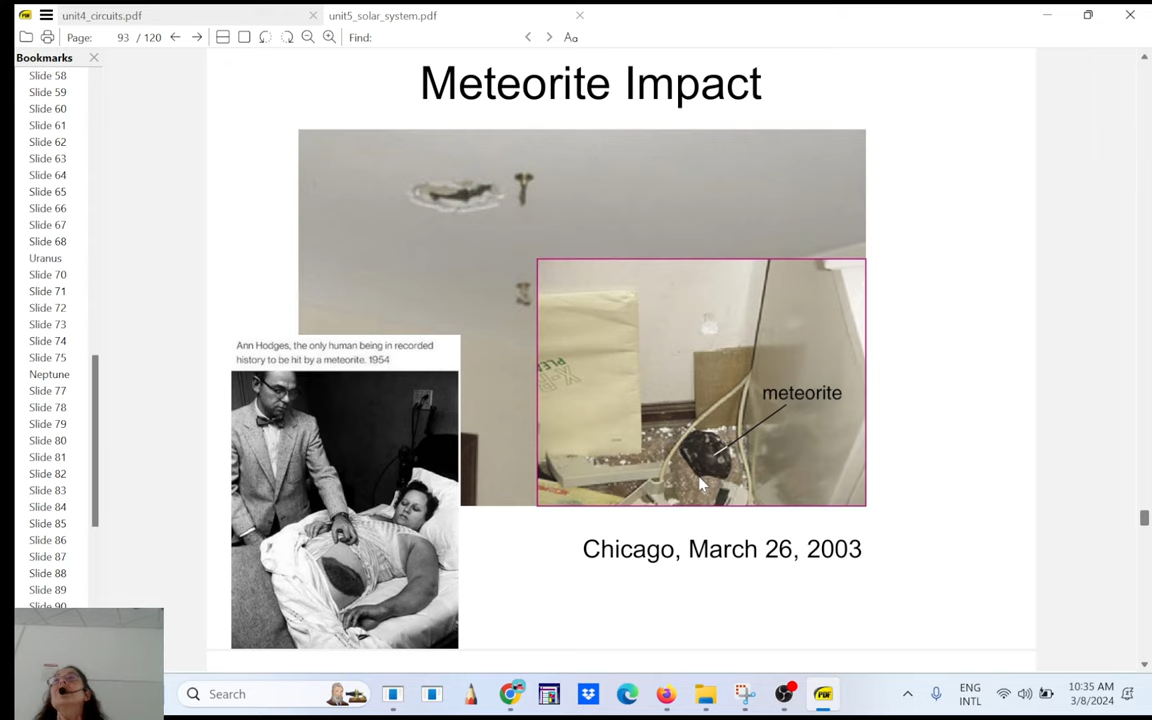 unit4_circuits.pdf
unit5_solar_system.pdf
Page: 93 / 120
Find:
Aa
Bookmarks
Slide 58
Slide 59
Slide 60
Slide 61
Slide 62
Slide 63
Slide 64
Slide 65
Slide 66
Slide 67
Slide 68
Uranus
Slide 70
Slide 71
Slide 72
Slide 73
Slide 74
Slide 75
Neptune
Slide 77
Slide 78
Slide 79
Slide 80
Slide 81
Slide 82
Slide 83
Slide 84
Slide 85
Slide 86
Slide 87
Slide 88
Slide 89
Slide 90
Meteorite Impact
Ann Hodges, the only human being in recorded
history to be hit by a meteorite. 1954
meteorite
Chicago, March 26, 2003
Search
PDF
ENG
INTL
10:35 AM
3/8/2024